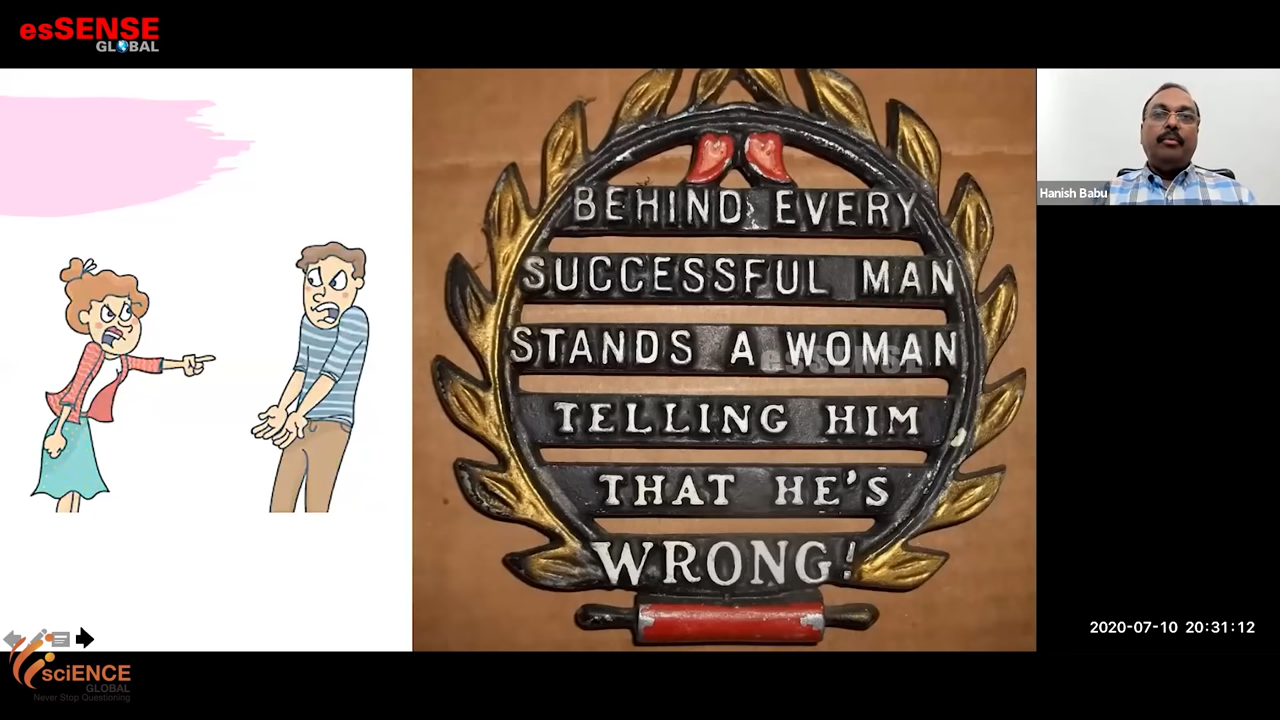 esSENSE
GLOBAL
BEHIND EVERY
SUCCESSFUL MAN
STANDS A WOMAN
esSENSE
TELLING HIM
THAT HE'S
WRONG!
Hanish Babu
2020-07-10 20:31:12
sciENCE
GLOBAL
Never Stop Questioning